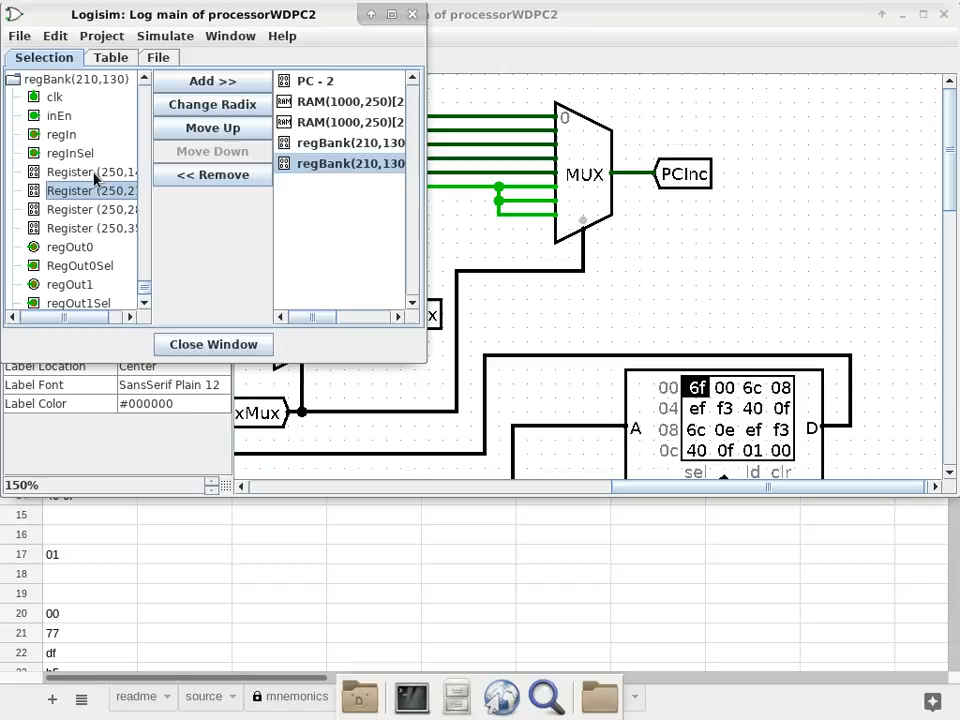 Logisim: Log main of processorWDPC2
n of processorWDPC2
File Edit Project Simulate Window Help
Selection Table File
regBank(210,130)
clk
inEn
regIn
regInSel
Register (250,14
Register (250,2
Register (250,28
Register (250,35
regOut0
RegOut0Sel
regOut1
regOut1Sel
Add >>
Change Radix
Move Up
Move Down
<< Remove
PC - 2
RAM(1000,250)[2
RAM(1000,250)[2
regBank(210,130
regBank(210,130
Close Window
0
MUX
PCInc
x
Label Location Center
Label Font SansSerif Plain 12
Label Color #000000
xMux
00 6f 00 6c 08
04 ef f3 40 0f
08 6c 0e ef f3
0c 40 0f 01 00
A
D
sel ld clr
150%
15
16
17 01
18
19
20 00
21 77
22 df
readme source mnemonics
D